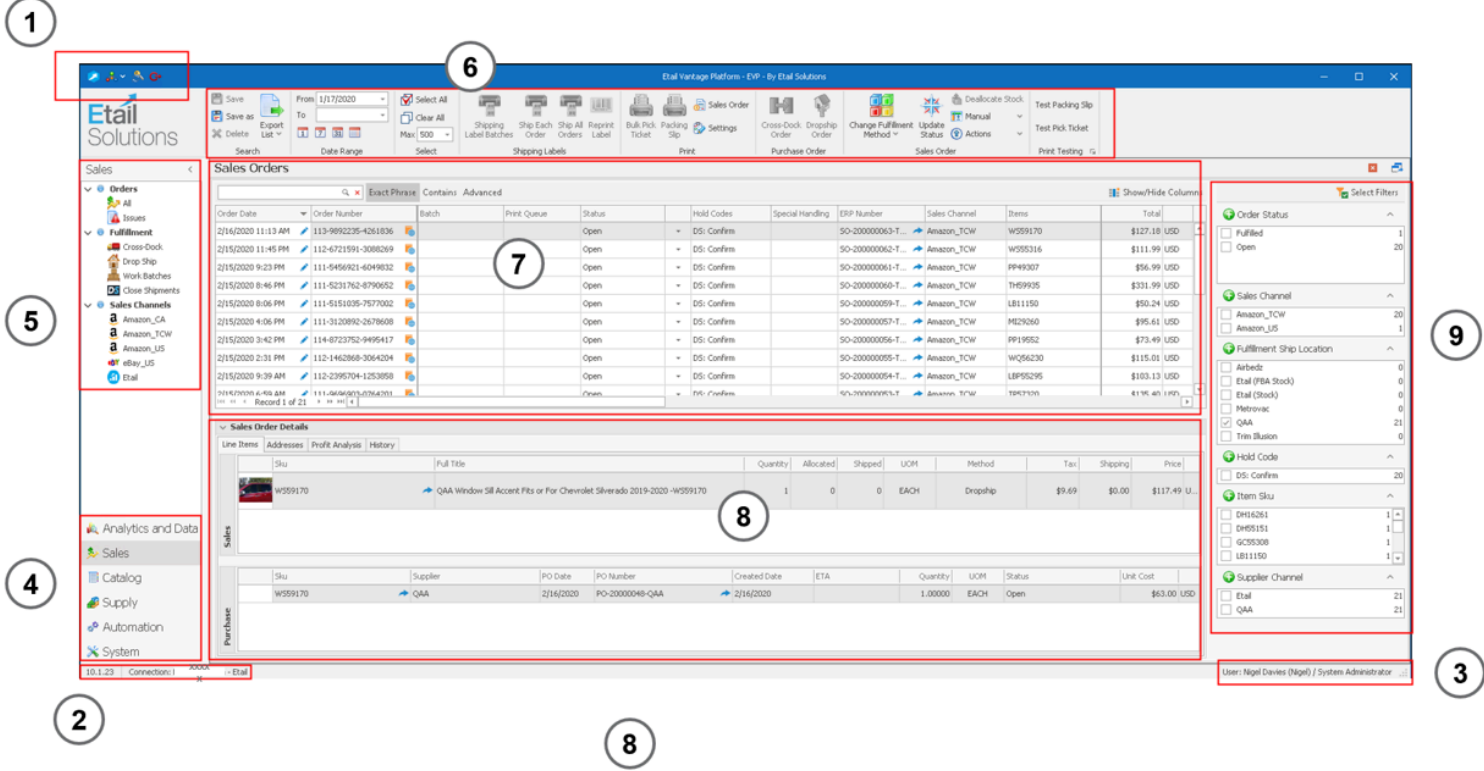 1
6
Etail Vantage Platform - EVP - By Etail Solutions
Etail
Solutions
Save
Save as
Delete
Export
List
Search
From 1/17/2020
To
Date Range
Select All
Clear All
Max 500
Select
Shipping
Label Batches
Ship Each
Order
Ship All
Orders
Reprint
Label
Shipping Labels
Bulk Pick
Ticket
Packing
Slip
Sales Order
Settings
Print
Cross-Dock
Order
Dropship
Order
Purchase Order
Change Fulfillment
Method
Update
Status
Deallocate Stock
Manual
Actions
Sales Order
Test Packing Slip
Test Pick Ticket
Print Testing
Sales
Orders
All
Issues
Fulfillment
Cross-Dock
Drop Ship
Work Batches
Close Shipments
Sales Channels
Amazon_CA
Amazon_TCW
Amazon_US
eBay_US
Etail
5
Analytics and Data
Sales
Catalog
Supply
Automation
System
4
Sales Orders
Exact Phrase Contains Advanced
Show/Hide Columns
Order Date Order Number Batch Print Queue Status Hold Codes Special Handling ERP Number Sales Channel Items Total
2/16/2020 11:13 AM 113-9892235-4261836 Open DS: Confirm SO-200000063-T... Amazon_TCW WS59170 $127.18 USD
2/15/2020 11:45 PM 112-6721591-3088269 Open DS: Confirm SO-200000062-T... Amazon_TCW WS55316 $111.99 USD
2/15/2020 9:23 PM 111-5456921-6049832 Open DS: Confirm SO-200000061-T... Amazon_TCW PP49307 $56.99 USD
2/15/2020 8:46 PM 111-5231762-8790652 Open DS: Confirm SO-200000060-T... Amazon_TCW TH59935 $331.99 USD
2/15/2020 8:06 PM 111-5151035-7577002 Open DS: Confirm SO-200000059-T... Amazon_TCW LB11150 $50.24 USD
2/15/2020 4:06 PM 111-3120892-2678608 Open DS: Confirm SO-200000057-T... Amazon_TCW MI29260 $95.61 USD
2/15/2020 3:42 PM 114-8723752-9495417 Open DS: Confirm SO-200000056-T... Amazon_TCW PP19552 $73.49 USD
2/15/2020 2:31 PM 112-1462868-3064204 Open DS: Confirm SO-200000055-T... Amazon_TCW WQ56230 $115.01 USD
2/15/2020 9:39 AM 112-2395704-1253858 Open DS: Confirm SO-200000054-T... Amazon_TCW LBP55295 $103.13 USD
2/15/2020 6:59 AM 111-9696903-0764201 Open DS: Confirm SO-200000053-T... Amazon_TCW TP57320 $135.40 USD
Record 1 of 21
7
Sales Order Details
Line Items Addresses Profit Analysis History
Sku Full Title Quantity Allocated Shipped UOM Method Tax Shipping Price
WS59170 QAA Window Sill Accent Fits or For Chevrolet Silverado 2019-2020 -WS59170 1 0 0 EACH Dropship $9.69 $0.00 $117.49 U...
Sales
8
Sku Supplier PO Date PO Number Created Date ETA Quantity UOM Status Unit Cost
WS59170 QAA 2/16/2020 PO-20000048-QAA 2/16/2020 1.00000 EACH Open $63.00 USD
Purchase
Select Filters
Order Status
Fulfilled 1
Open 20
Sales Channel
Amazon_TCW 20
Amazon_US 1
Fulfillment Ship Location
Airbedz 0
Etail (FBA Stock) 0
Etail (Stock) 0
Metrovac 0
QAA 21
Trim Illusion 0
Hold Code
DS: Confirm 20
Item Sku
DH16261 1
DH55151 1
GC55308 1
LB11150 1
Supplier Channel
Etail 21
QAA 21
9
10.1.23 Connection: Etail
User: Nigel Davies (Nigel) / System Administrator
3
2
8